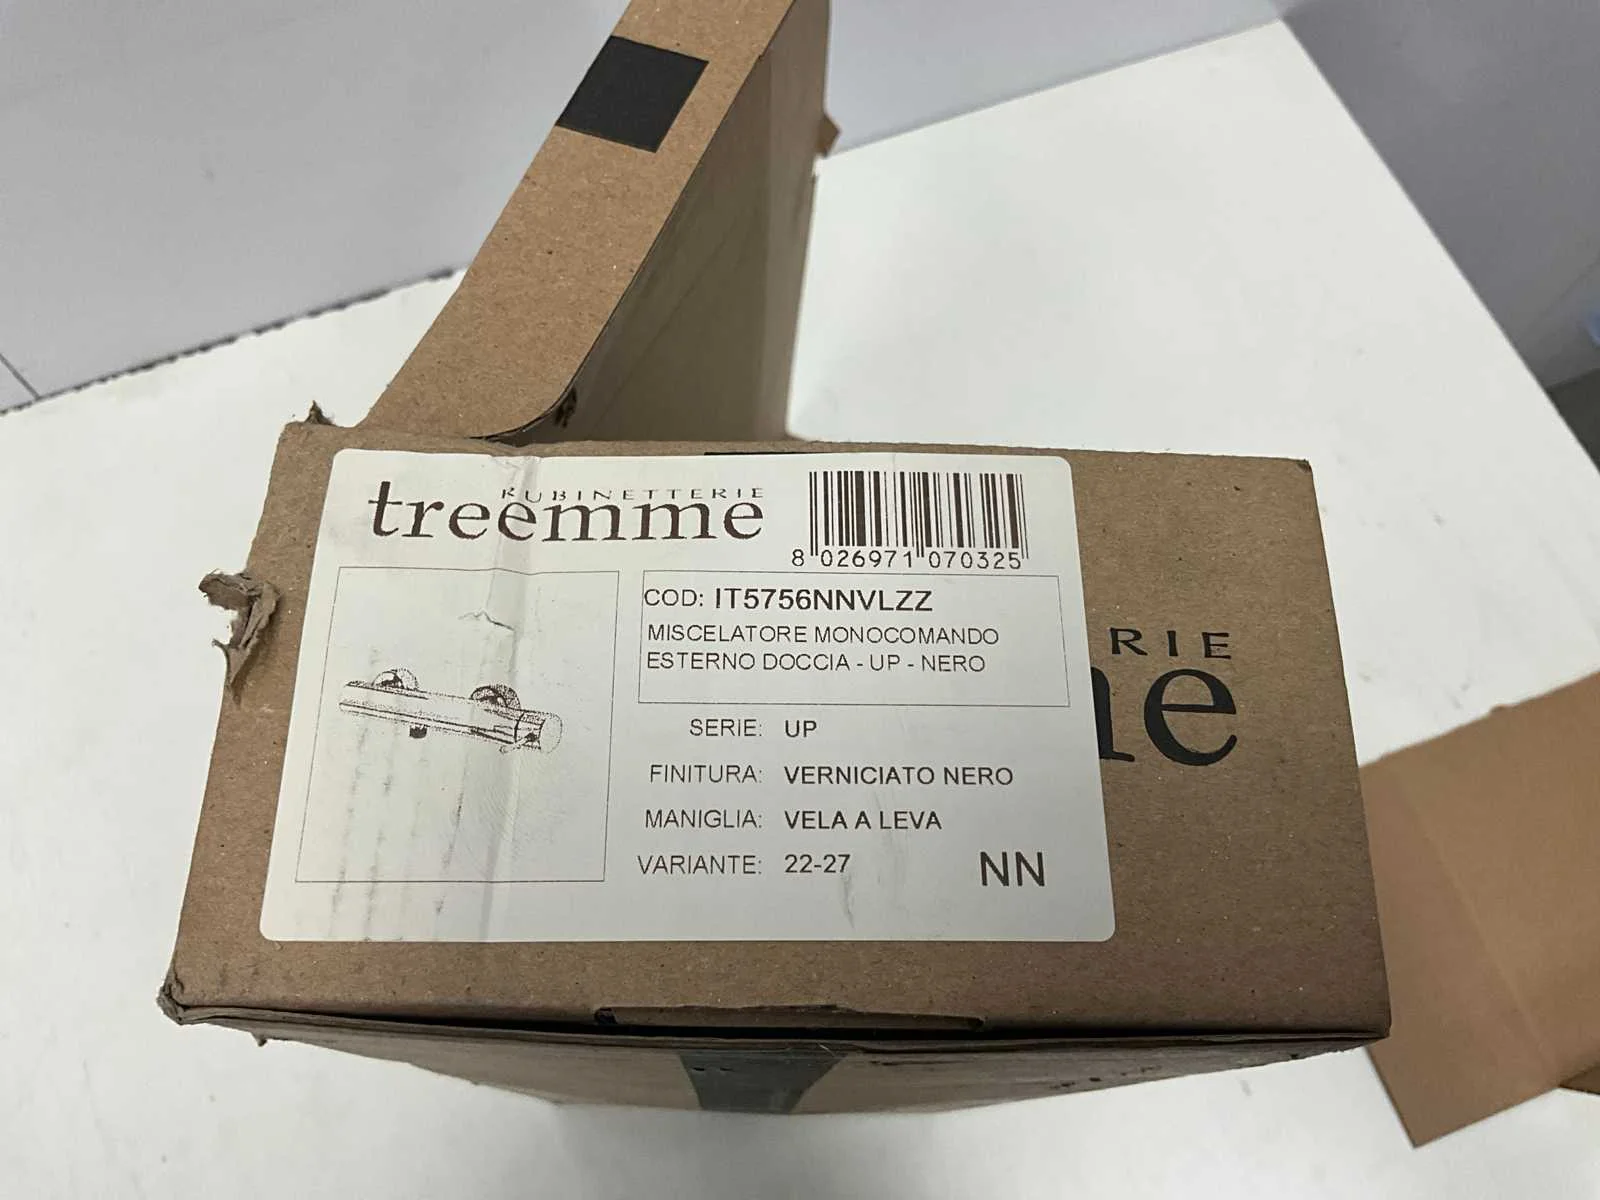 RUBINETTERIE
treemme
8 026971 070325
COD: IT5756NNVLZZ
MISCELATORE MONOCOMANDO
ESTERNO DOCCIA - UP - NERO
SERIE: UP
FINITURA: VERNICIATO NERO
MANIGLIA: VELA A LEVA
VARIANTE: 22-27
NN
RIE
e